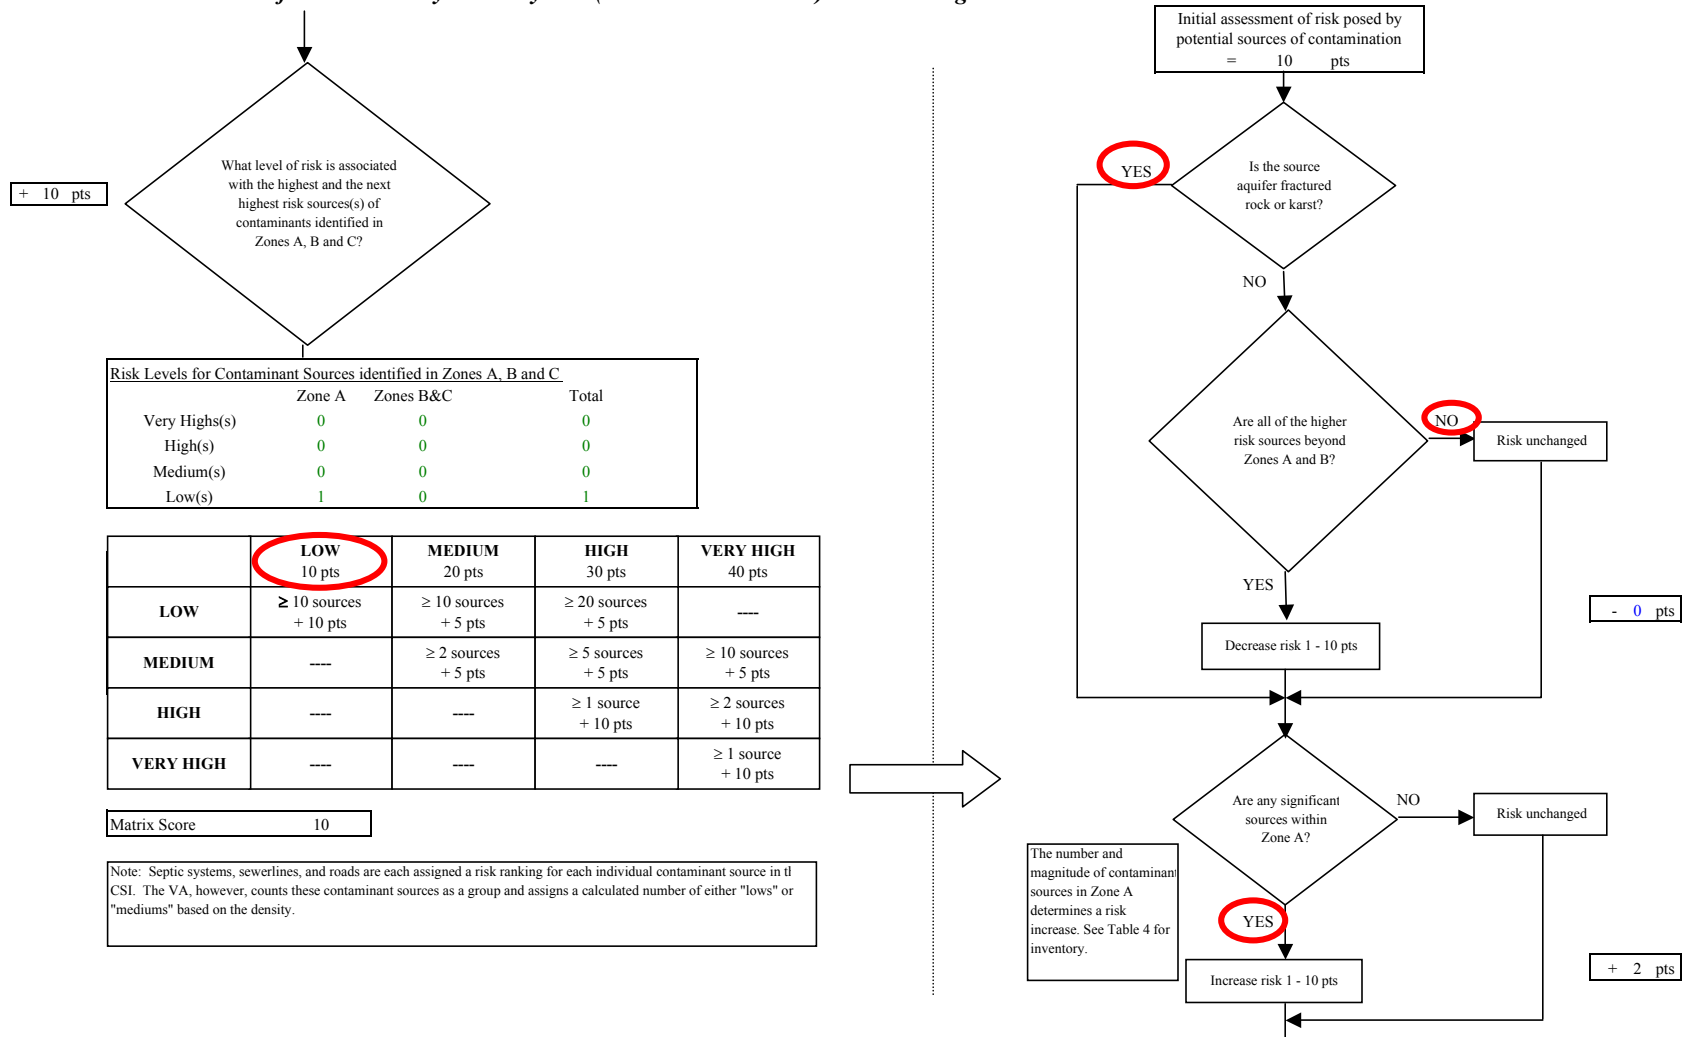 Initial assessment of risk posed by
potential sources of contamination
= 10 pts
What level of risk is associated
with the highest and the next
highest risk sources(s) of
contaminants identified in
Zones A, B and C?
+ 10 pts
Risk Levels for Contaminant Sources identified in Zones A, B and C
Zone A Zones B&C Total
Very Highs(s) 0 0 0
High(s) 0 0 0
Medium(s) 0 0 0
Low(s) 1 0 1
LOW MEDIUM HIGH VERY HIGH
10 pts 20 pts 30 pts 40 pts
LOW ≥ 10 sources ≥ 10 sources ≥ 20 sources ----
+ 10 pts + 5 pts + 5 pts
MEDIUM ---- ≥ 2 sources ≥ 5 sources ≥ 10 sources
+ 5 pts + 5 pts + 5 pts
HIGH ---- ---- ≥ 1 source ≥ 2 sources
+ 10 pts + 10 pts
VERY HIGH ---- ---- ---- ≥ 1 source
+ 10 pts
Matrix Score 10
Note: Septic systems, sewerlines, and roads are each assigned a risk ranking for each individual contaminant source in
CSI. The VA, however, counts these contaminant sources as a group and assigns a calculated number of either "lows" or
"mediums" based on the density.
YES
Is the source
aquifer fractured
rock or karst?
NO
Are all of the higher
risk sources beyond
Zones A and B?
NO
Risk unchanged
YES
Decrease risk 1 - 10 pts
- 0 pts
Are any significant
sources within
Zone A?
NO
Risk unchanged
The number and
magnitude of contaminant
sources in Zone A
determines a risk
increase. See Table 4 for
inventory.
YES
Increase risk 1 - 10 pts
+ 2 pts